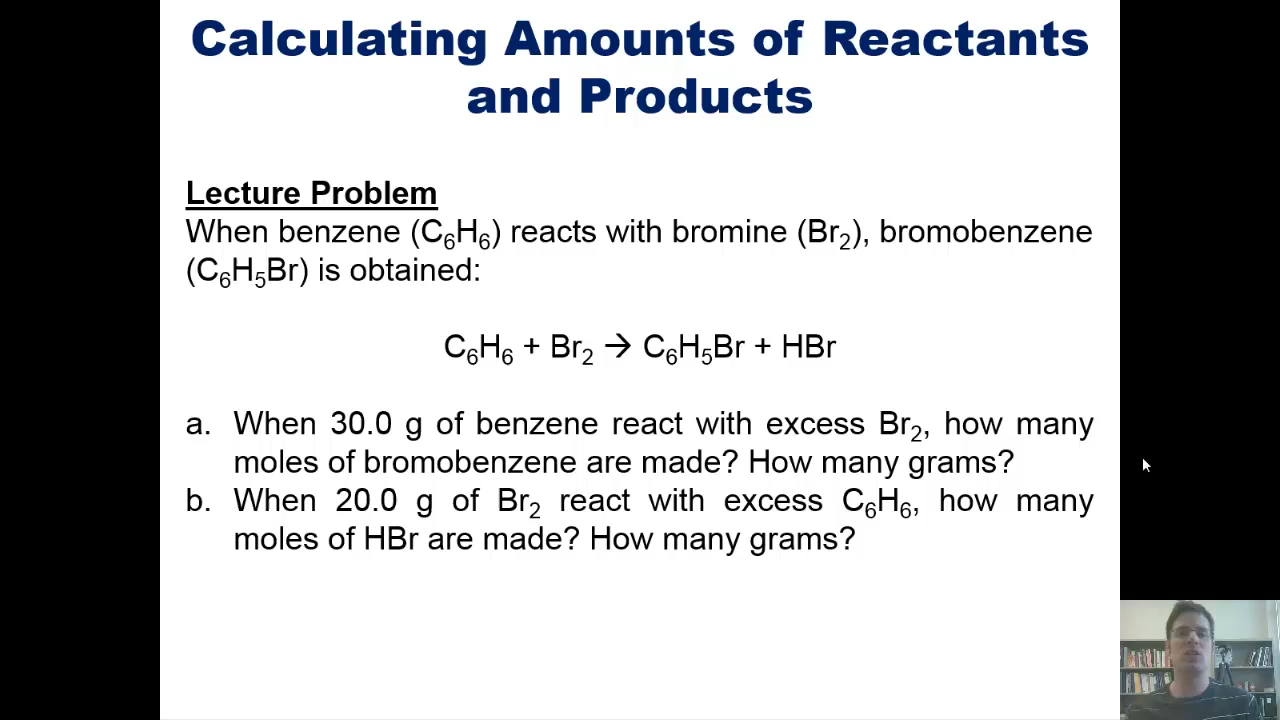 Calculating Amounts of Reactants
and Products
Lecture Problem
When benzene (C₆H₆) reacts with bromine (Br₂), bromobenzene
(C₆H₅Br) is obtained:
C₆H₆ + Br₂ → C₆H₅Br + HBr
a. When 30.0 g of benzene react with excess Br₂, how many
moles of bromobenzene are made? How many grams?
b. When 20.0 g of Br₂ react with excess C₆H₆, how many
moles of HBr are made? How many grams?